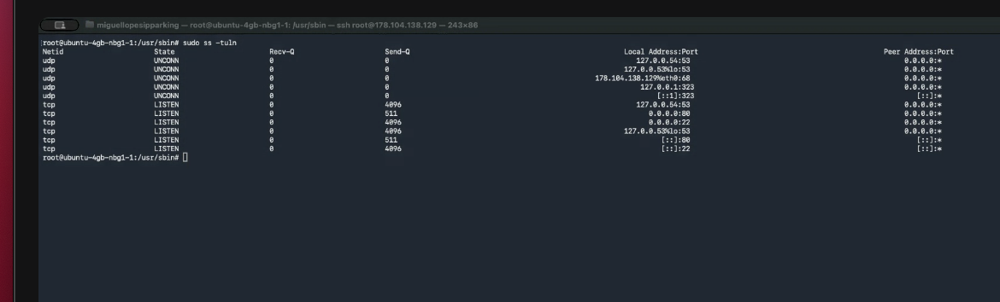 miguellopesipparking — root@ubuntu-4gb-nbg1-1: /usr/sbin — ssh root@178.104.138.129 — 243×86
root@ubuntu-4gb-nbg1-1:/usr/sbin# sudo ss -tuln
Netid State Recv-Q Send-Q Local Address:Port Peer Address:Port
udp UNCONN 0 0 127.0.0.54:53 0.0.0.0:*
udp UNCONN 0 0 127.0.0.53%lo:53 0.0.0.0:*
udp UNCONN 0 0 178.104.138.129%eth0:68 0.0.0.0:*
udp UNCONN 0 0 127.0.0.1:323 0.0.0.0:*
udp UNCONN 0 0 [::1]:323 [::]:*
tcp LISTEN 0 4096 127.0.0.54:53 0.0.0.0:*
tcp LISTEN 0 511 0.0.0.0:80 0.0.0.0:*
tcp LISTEN 0 4096 0.0.0.0:22 0.0.0.0:*
tcp LISTEN 0 4096 127.0.0.53%lo:53 0.0.0.0:*
tcp LISTEN 0 511 [::]:80 [::]:*
tcp LISTEN 0 4096 [::]:22 [::]:*
root@ubuntu-4gb-nbg1-1:/usr/sbin#